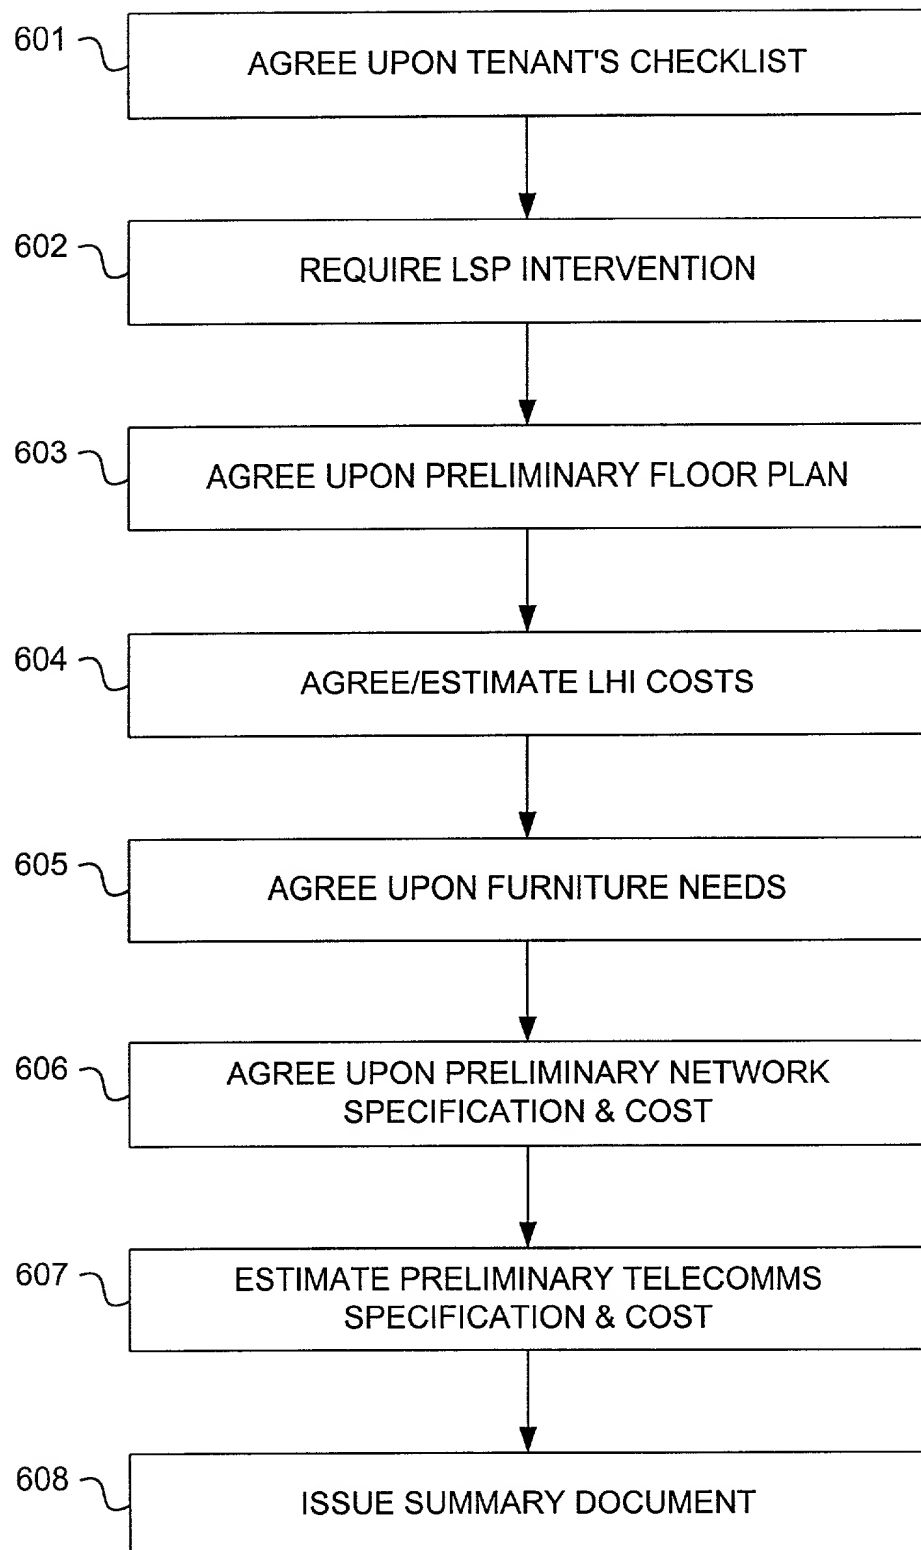 601
AGREE UPON TENANT'S CHECKLIST
602
REQUIRE LSP INTERVENTION
603
AGREE UPON PRELIMINARY FLOOR PLAN
604
AGREE/ESTIMATE LHI COSTS
605
AGREE UPON FURNITURE NEEDS
606
AGREE UPON PRELIMINARY NETWORK
SPECIFICATION & COST
607
ESTIMATE PRELIMINARY TELECOMMS
SPECIFICATION & COST
608
ISSUE SUMMARY DOCUMENT